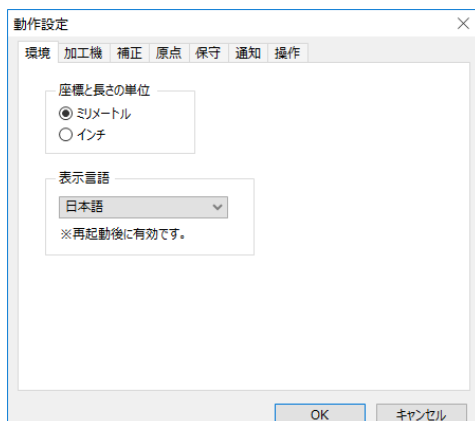 動作設定
環境 加工機 補正 原点 保守 通知 操作
座標と長さの単位
ミリメートル
インチ
表示言語
日本語
※再起動後に有効です。
OK キャンセル